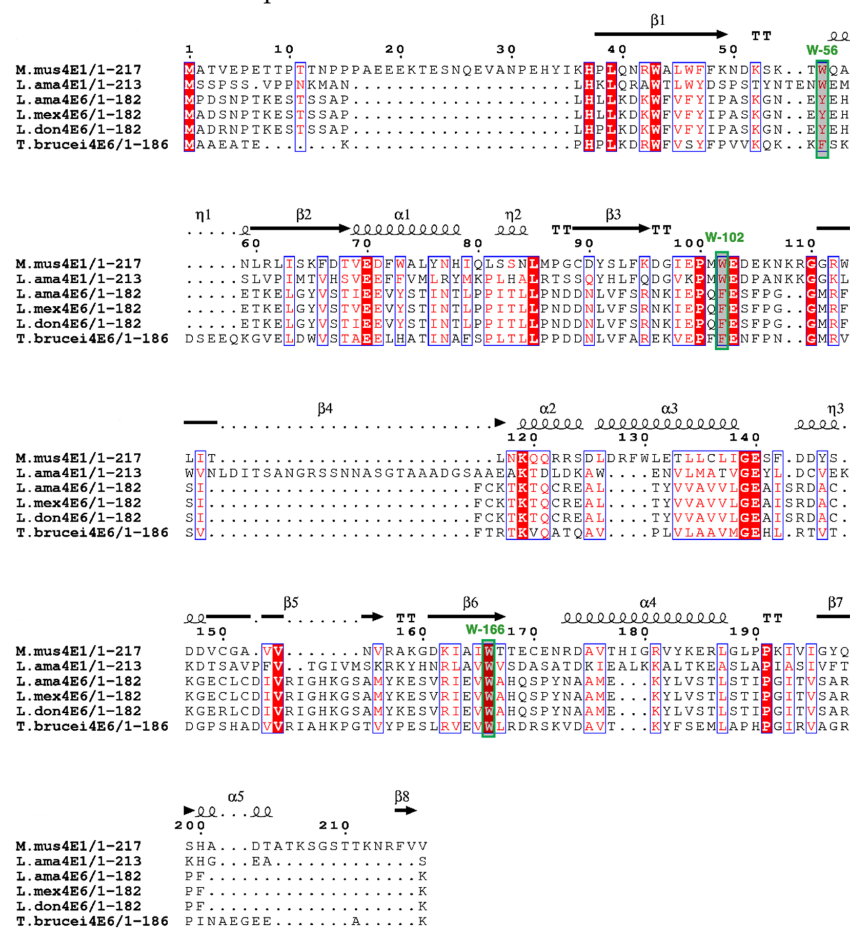 β1 TT
W-56
1 10 20 30 40 50
M.mus4E1/1-217 MATVEPETTPTTNPPPAEEEKTESNQEVANPEHYIKHPLQNRWALWFFKNDKSK..TWQA
L.ama4E1/1-213 MSSPSS.VPPNKMAN....................LHKLQRAWTLWYDSPSTYNTENWEM
L.ama4E6/1-182 MPDSNPTKESTSSAP....................LHLLKDKWVFVYIPASKGN..EYEH
L.mex4E6/1-182 MADSNPTKESTSSAP....................LHPLKDKWVFVYIPASKGN..EYEH
L.don4E6/1-182 MADRNPTKESTSSAP....................LHLLKDKWVFVYIPASKGN..EYEH
T.brucei4E6/1-186 MAAEATE...K........................PHPLKDRWVFSYFPVVKQK..KFSK
η1 β2 α1 η2 TT β3 TT
W-102
60 70 80 90 100 110
M.mus4E1/1-217 .....NLRLISKFDTVEDFWALYNHIQLSSNLMPGCDYSLFKDGIEPMWEDEKNKRGGRW
L.ama4E1/1-213 .....SLVPIMTVHSVEEFFVMLRYMKPLHALRTSSQYHLFQDGVKPMWEDPANKKGGKL
L.ama4E6/1-182 .....ETKELGYVSTIEEVYSTINTLPPITLLPNDDNLVFSRNKIEPQFESFPG..GMRF
L.mex4E6/1-182 .....ETKELGYVSTVEEVYSTINTLPPITLLPNDDNLVFSRNKIEPQFESFPG..GMRF
L.don4E6/1-182 .....ETKLGYVSTIEEVYSTINTLPPITLLPNDDNLVFSRNKIEPQFESFPG..GMRF
T.brucei4E6/1-186 DSEEQKGVELDWVSTAEELHATINAFSPLTLLPPDDNLVFAREKVEPFFENFPN..GMRV
β4 α2 α3 η3
120 130 140
M.mus4E1/1-217 LIT.........................LNKQQRRSDLDRFWLETLLCLIGESF.DDYS.
L.ama4E1/1-213 WVNLDITSANGRSSNNASGTAAADGSAAEAKTDLDKAW..ENVLMATVGEYL.DCVEK
L.ama4E6/1-182 SI........................FCKTKTQCREAL....TYVVAVVLGEAISRDAC.
L.mex4E6/1-182 SI........................FCKTKTQCREAL....TYVVAVVLGEAISRDAC.
L.don4E6/1-182 SI........................FCKTKTQCREAL....TYVVAVVLGEAISRDAC.
T.brucei4E6/1-186 SV........................FTRTKVQATQAV....PLVLAAVMGEHL.RTVT.
β5 TT β6 α4 TT β7
W-166
150 160 170 180 190
M.mus4E1/1-217 DDVCGA.VV........NVRAKGDKIAIWTTECENRDAVTHIGRVYKERLGLPPKIVIGYQ
L.ama4E1/1-213 KDTSAVPFV..TGIVMSKRKYHNRLAVWVSDASATDKIEALKKALTKEASLAPIASIVFT
L.ama4E6/1-182 KGECLCDIVRIGHKGSAMYKESVRIEVWAHQSPYNAAME...KYLVSTLSTIPGITVSAR
L.mex4E6/1-182 KGECLCDIVRIGHKGSAMYKESVRIEVWAHQSPYNAAME...KYLVSTLSTIPGITVSAR
L.don4E6/1-182 KGERLCDIVRIGHKGSAMYKESVRIEVWAHQSPYNAAME...KYLVSTLSTIPGITVSAR
T.brucei4E6/1-186 DGPSHADVVRIAHKPGTVYPESLRVEVWLRDRSKVDAVT...KYFSEMLAPHPGIRVAGR
α5 β8
200 210
M.mus4E1/1-217 SHA...DTATKSGSTTKNRFVV
L.ama4E1/1-213 KHG...EA.............S
L.ama4E6/1-182 PF...................K
L.mex4E6/1-182 PF...................K
L.don4E6/1-182 PF...................K
T.brucei4E6/1-186 PINAEGEE.......A.....K